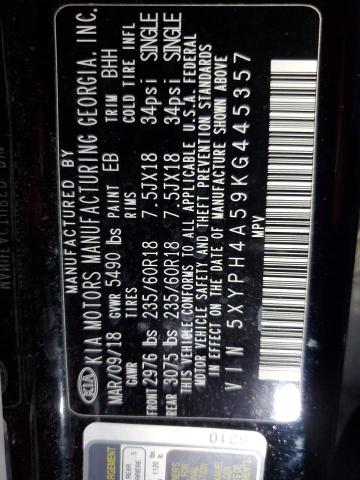 MANUFACTURED BY
KIA KIA MOTORS MANUFACTURING GEORGIA, INC.
MAR/09/18 GVWR 5490 lbs PAINT EB TRIM BHH
TIRES RIMS COLD TIRE INFL
FRONT 2976 lbs 235/60R18 7.5JX18 34psi SINGLE
REAR 3075 lbs 235/60R18 7.5JX18 34psi SINGLE
THIS VEHICLE CONFORMS TO ALL APPLICABLE U.S.A. FEDERAL
MOTOR VEHICLE SAFETY AND THEFT PREVENTION STANDARDS
IN EFFECT ON THE DATE OF MANUFACTURE SHOWN ABOVE
VIN 5XYPH4A59KG445357
MPV
6210